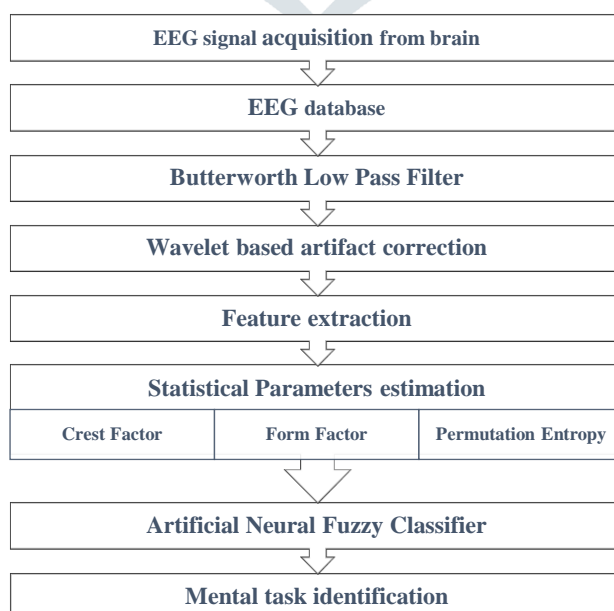 EEG signal acquisition from brain
EEG database
Butterworth Low Pass Filter
Wavelet based artifact correction
Feature extraction
Statistical Parameters estimation
Crest Factor
Form Factor
Permutation Entropy
Artificial Neural Fuzzy Classifier
Mental task identification